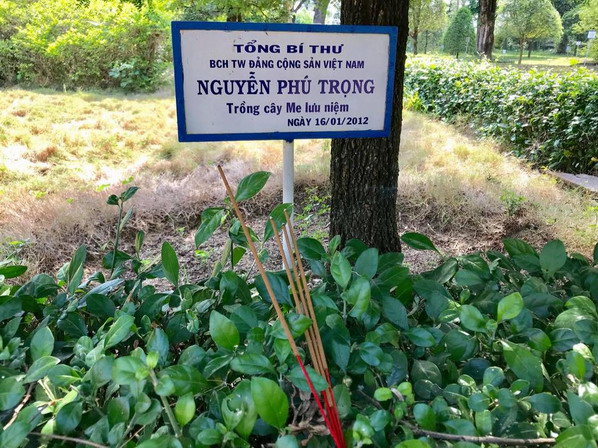 TỔNG BÍ THƯ
BCH TW ĐẢNG CỘNG SẢN VIỆT NAM
NGUYỄN PHÚ TRỌNG
Trồng cây Me lưu niệm
NGÀY 16/01/2012